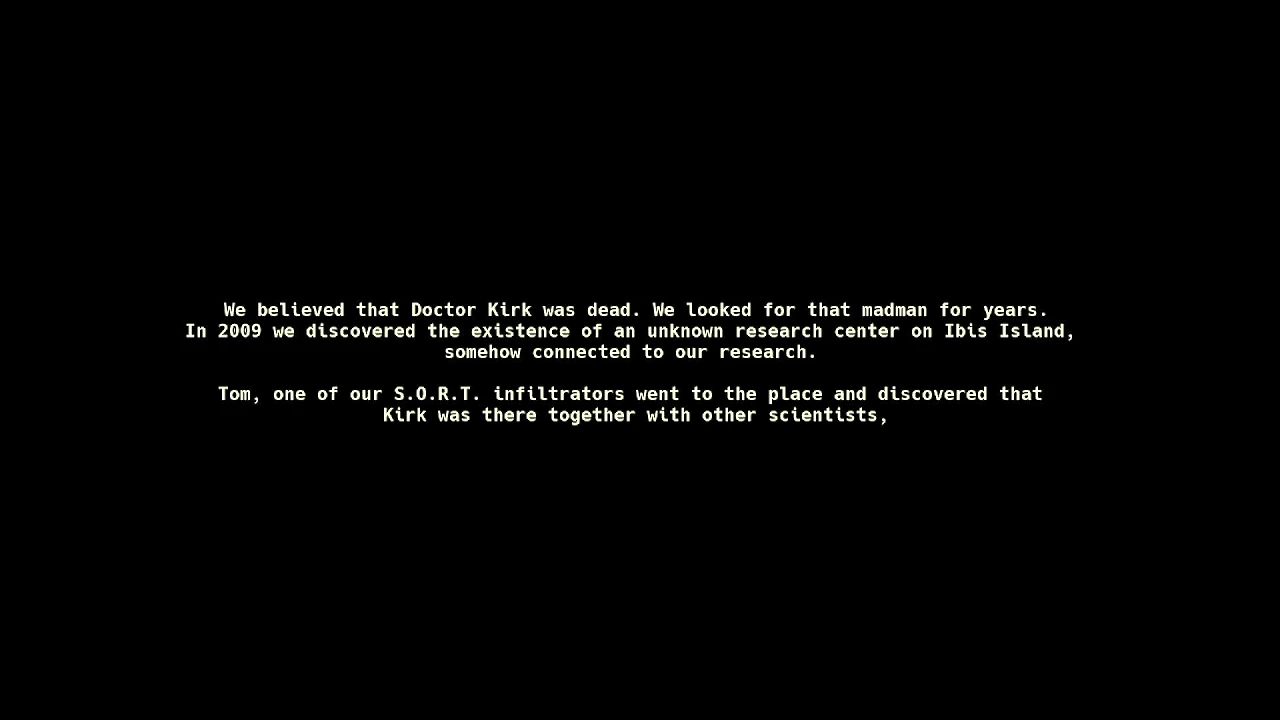 We believed that Doctor Kirk was dead. We looked for that madman for years.
In 2009 we discovered the existence of an unknown research center on Ibis Island,
somehow connected to our research.
Tom, one of our S.O.R.T. infiltrators went to the place and discovered that
Kirk was there together with other scientists,